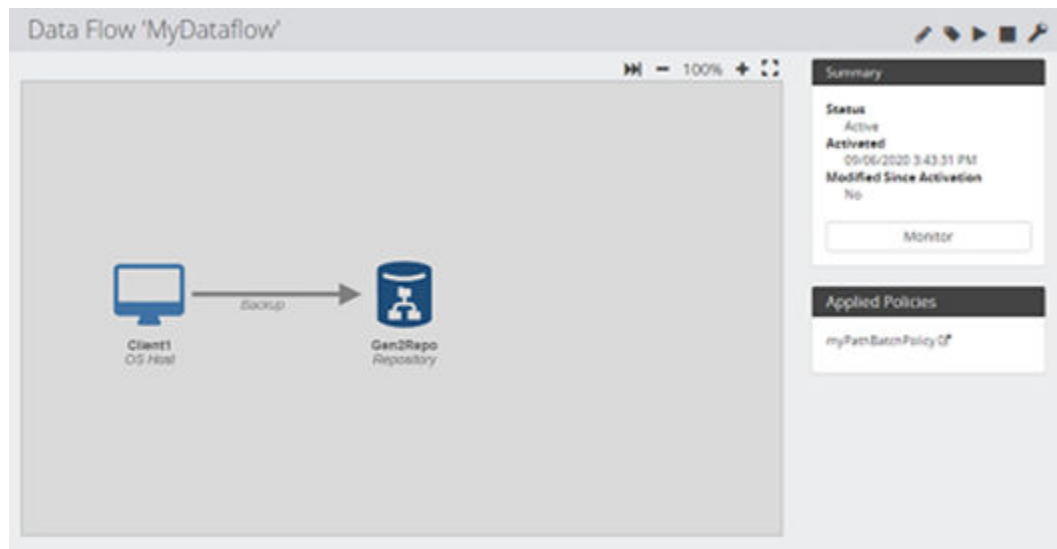 Data Flow 'MyDataflow'
100%
Summary
Status
Active
Activated
09/06/2020 3:43:31 PM
Modified Since Activation
No
Monitor
Backup
Client1
OS Host
Gen2Repo
Repository
Applied Policies
myPathBatchPolicy